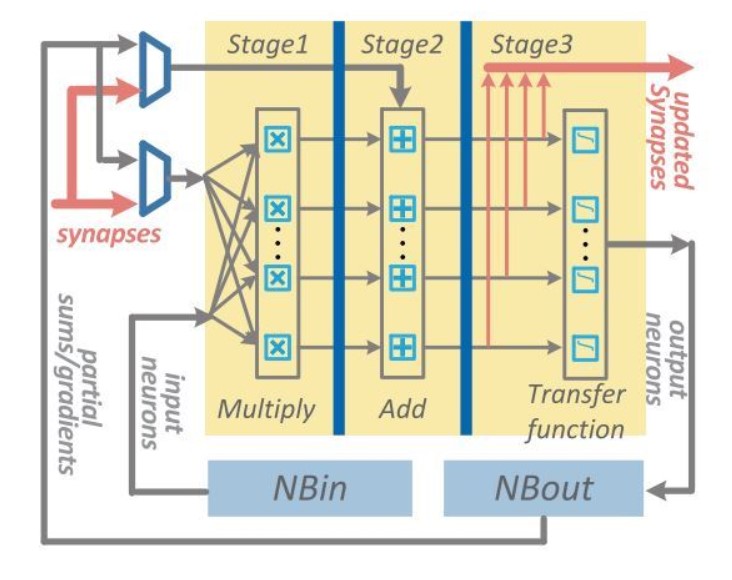 Stage1
Stage2
Stage3
updated
Synapses
synapses
partial
sums/gradients
input
neurons
output
neurons
Multiply
Add
Transfer
function
NBin
NBout